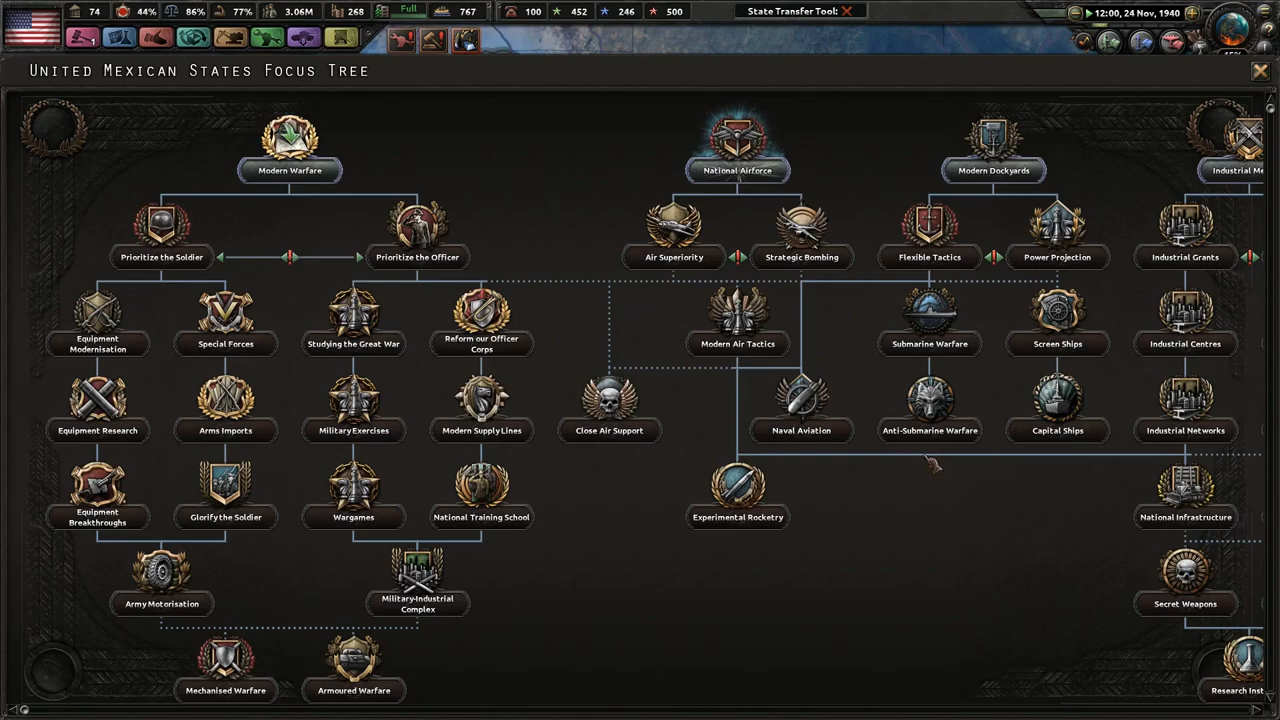 74 44% 86% 77% 3.06M 268 Full 767 100 452 246 500 State Transfer Tool: 12:00, 24 Nov, 1940
1
United Mexican States Focus Tree
Modern Warfare
National Airforce
Modern Dockyards
Industrial Me
Prioritize the Soldier
Prioritize the Officer
Air Superiority
Strategic Bombing
Flexible Tactics
Power Projection
Industrial Grants
Equipment
Modernisation
Special Forces
Studying the Great War
Reform our Officer
Corps
Modern Air Tactics
Submarine Warfare
Screen Ships
Industrial Centres
Equipment Research
Arms Imports
Military Exercises
Modern Supply Lines
Close Air Support
Naval Aviation
Anti-Submarine Warfare
Capital Ships
Industrial Networks
Equipment
Breakthroughs
Glorify the Soldier
Wargames
National Training School
Experimental Rocketry
National Infrastructure
Army Motorisation
Military-Industrial
Complex
Secret Weapons
Mechanised Warfare
Armoured Warfare
Research Inst